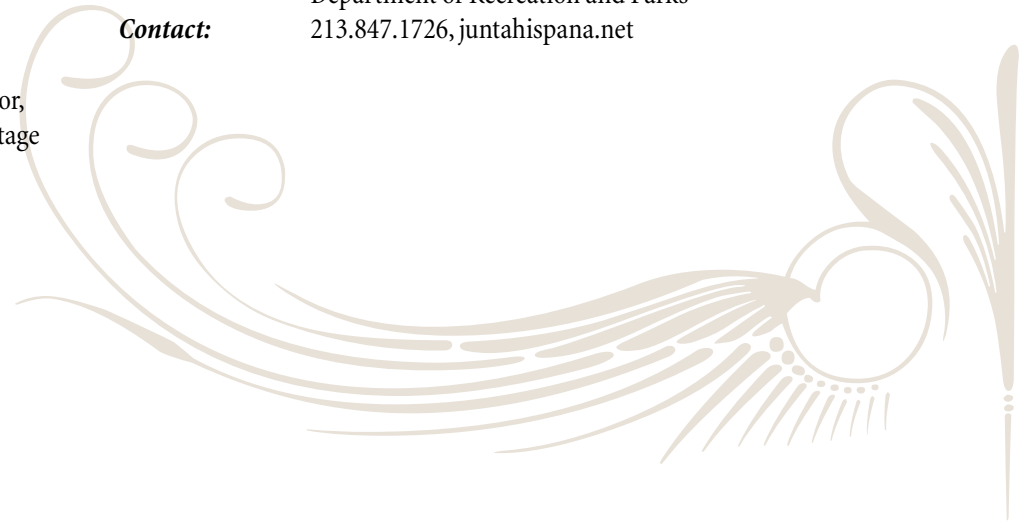 Department of Recreation and Parks
Contact: 213.847.1726, juntahispana.net
or,
tage